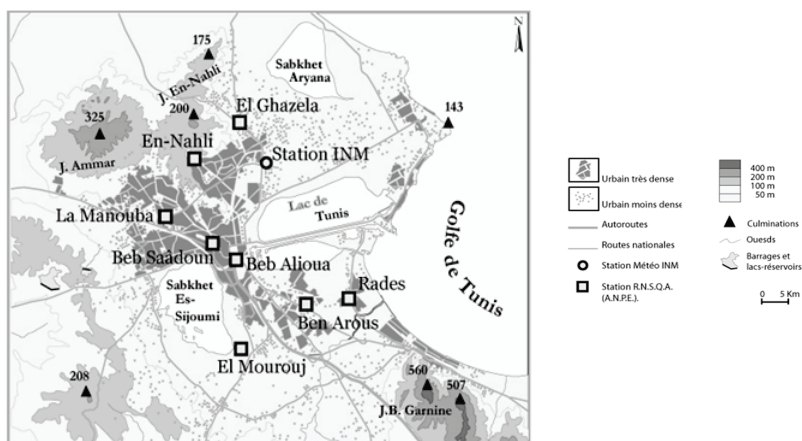 N
175
J. En-Nahli
Sabkhet
Aryana
200
El Ghazela
143
325
En-Nahli
Station INM
J. Ammar
La Manouba
Lac de
Tunis
Golfe de Tunis
Beb Saâdoun
Beb Alioua
Sabkhet
Es-
Sijoumi
Rades
Ben Arous
El Mourouj
208
560
507
J.B. Garnine
Urbain très dense
Urbain moins dense
Autoroutes
Routes nationales
Station Météo INM
Station R.N.S.Q.A.
(A.N.P.E.).
400 m
200 m
100 m
50 m
Culminations
Ouesds
Barrages et
lacs-réservoirs
0 5 Km